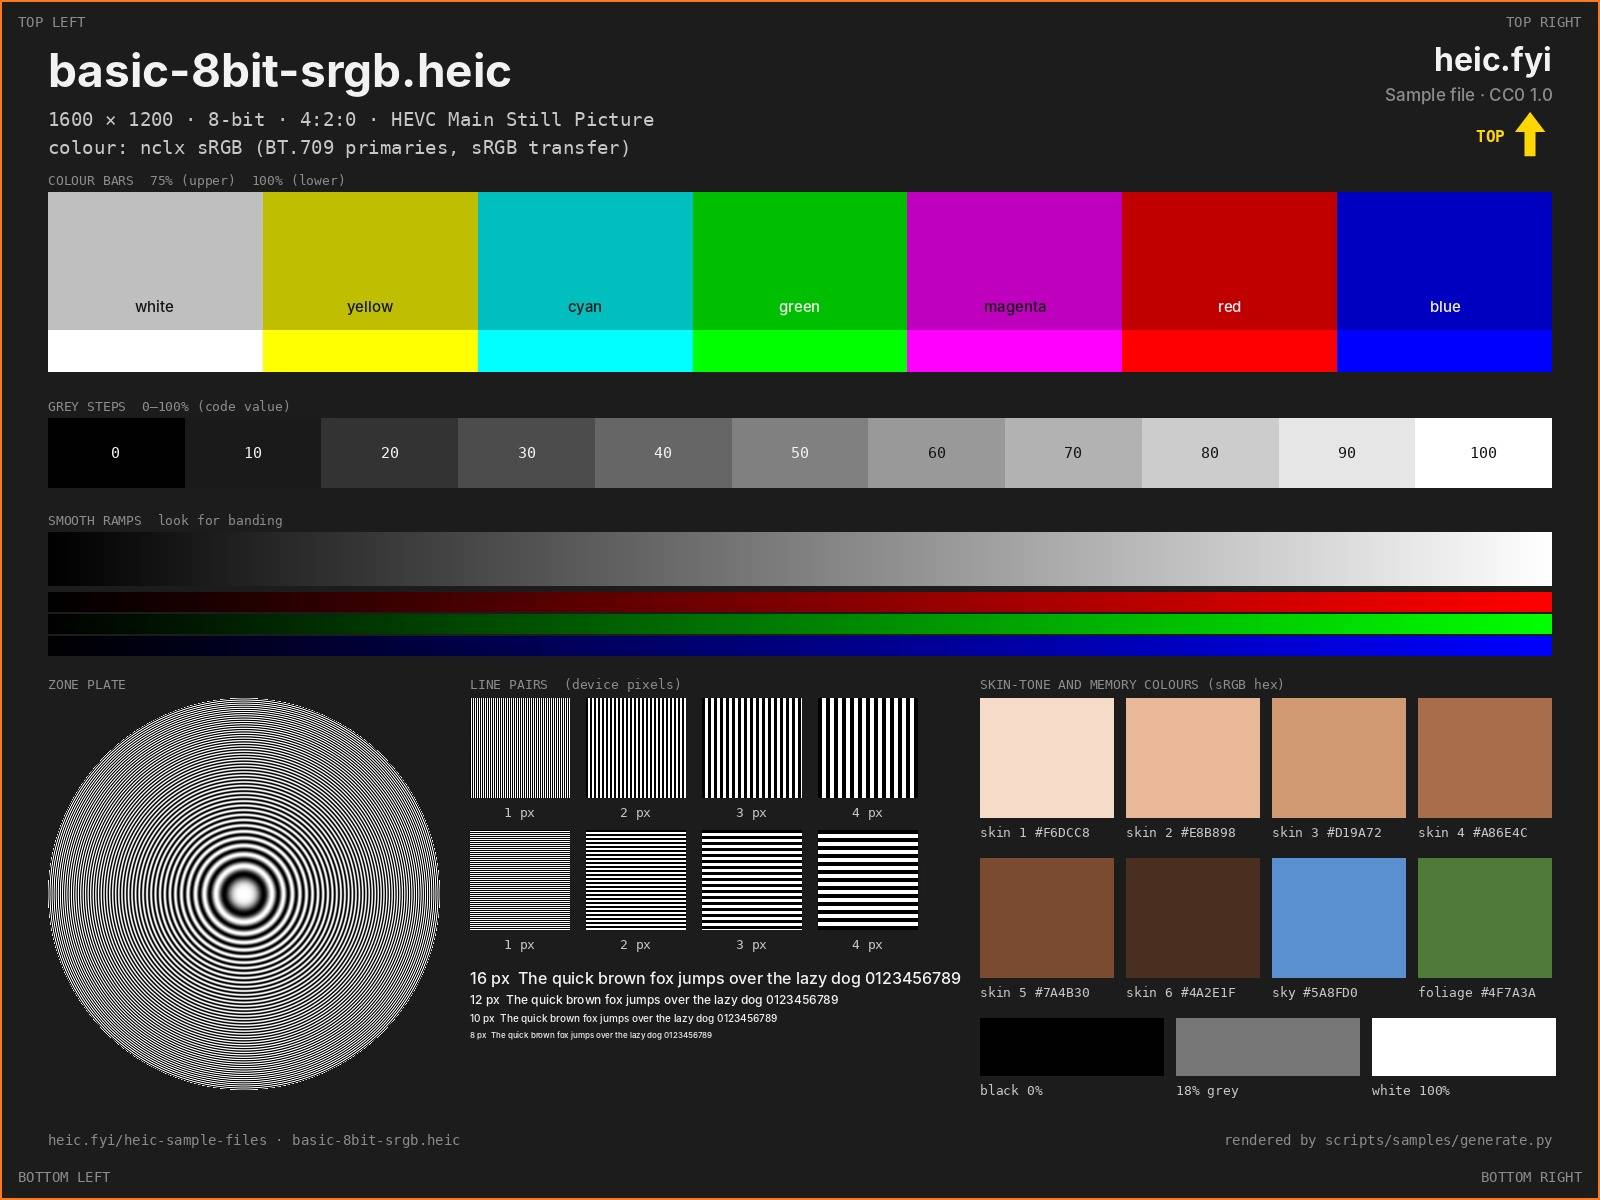 TOP LEFT
TOP RIGHT
basic-8bit-srgb.heic
heic.fyi
Sample file · CC0 1.0
1600 × 1200 · 8-bit · 4:2:0 · HEVC Main Still Picture
TOP
colour: nclx sRGB (BT.709 primaries, sRGB transfer)
COLOUR BARS  75% (upper)  100% (lower)
white yellow cyan green magenta red blue
GREY STEPS  0–100% (code value)
0 10 20 30 40 50 60 70 80 90 100
SMOOTH RAMPS  look for banding
ZONE PLATE
LINE PAIRS  (device pixels)
1 px 2 px 3 px 4 px
1 px 2 px 3 px 4 px
16 px  The quick brown fox jumps over the lazy dog 0123456789
12 px  The quick brown fox jumps over the lazy dog 0123456789
10 px  The quick brown fox jumps over the lazy dog 0123456789
8 px  The quick brown fox jumps over the lazy dog 0123456789
SKIN-TONE AND MEMORY COLOURS (sRGB hex)
skin 1 #F6DCC8 skin 2 #E8B898 skin 3 #D19A72 skin 4 #A86E4C
skin 5 #7A4B30 skin 6 #4A2E1F sky #5A8FD0 foliage #4F7A3A
black 0% 18% grey white 100%
heic.fyi/heic-sample-files · basic-8bit-srgb.heic
rendered by scripts/samples/generate.py
BOTTOM LEFT
BOTTOM RIGHT